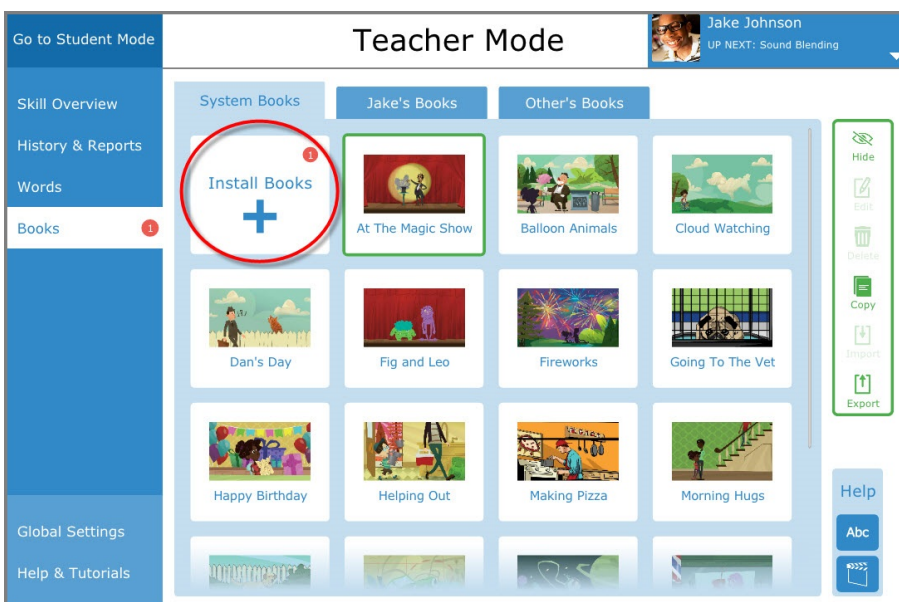 Go to Student Mode
Teacher Mode
Jake Johnson
UP NEXT: Sound Blending
Skill Overview
History & Reports
Words
Books 1
Global Settings
Help & Tutorials
System Books
Jake's Books
Other's Books
1
Install Books
At The Magic Show
Balloon Animals
Cloud Watching
Dan's Day
Fig and Leo
Fireworks
Going To The Vet
Happy Birthday
Helping Out
Making Pizza
Morning Hugs
Hide
Edit
Delete
Copy
Import
Export
Help
Abc